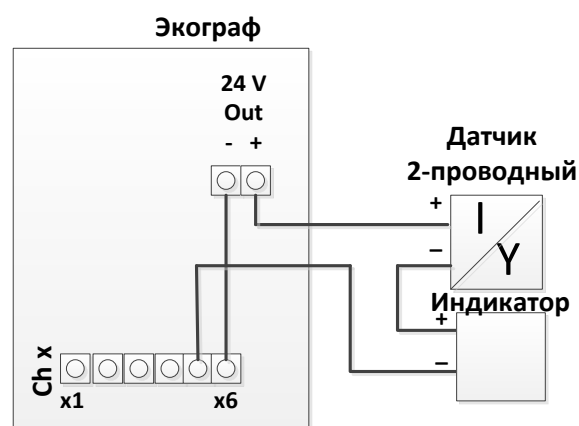 Экограф
24 V
Out
- +
Датчик
2-проводный
+
I
–
Y
Индикатор
+
–
Ch x
x1 x6